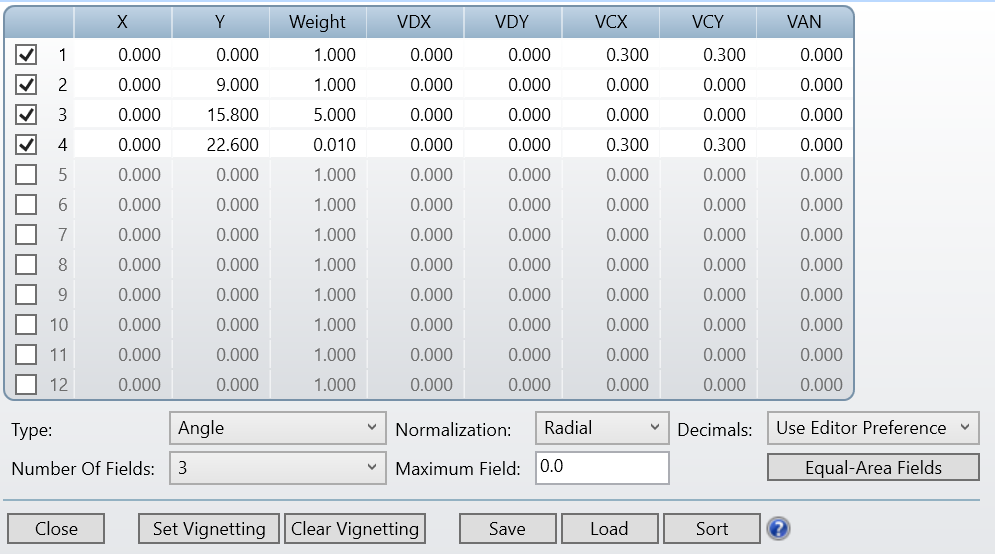 X Y Weight VDX VDY VCX VCY VAN
1 0.000 0.000 1.000 0.000 0.000 0.300 0.300 0.000
2 0.000 9.000 1.000 0.000 0.000 0.000 0.000 0.000
3 0.000 15.800 5.000 0.000 0.000 0.000 0.000 0.000
4 0.000 22.600 0.010 0.000 0.000 0.300 0.300 0.000
5 0.000 0.000 1.000 0.000 0.000 0.000 0.000 0.000
6 0.000 0.000 1.000 0.000 0.000 0.000 0.000 0.000
7 0.000 0.000 1.000 0.000 0.000 0.000 0.000 0.000
8 0.000 0.000 1.000 0.000 0.000 0.000 0.000 0.000
9 0.000 0.000 1.000 0.000 0.000 0.000 0.000 0.000
10 0.000 0.000 1.000 0.000 0.000 0.000 0.000 0.000
11 0.000 0.000 1.000 0.000 0.000 0.000 0.000 0.000
12 0.000 0.000 1.000 0.000 0.000 0.000 0.000 0.000
Type: Angle Normalization: Radial Decimals: Use Editor Preference
Number Of Fields: 3 Maximum Field: 0.0 Equal-Area Fields
Close Set Vignetting Clear Vignetting Save Load Sort ?